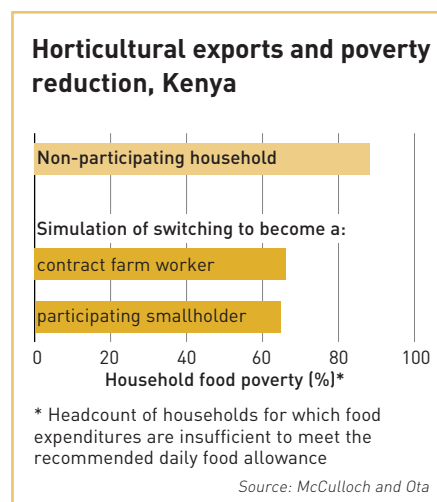 Horticultural exports and poverty
reduction, Kenya
Non-participating household
Simulation of switching to become a:
contract farm worker
participating smallholder
0 20 40 60 80 100
Household food poverty (%)*
* Headcount of households for which food
expenditures are insufficient to meet the
recommended daily food allowance
Source: McCulloch and Ota